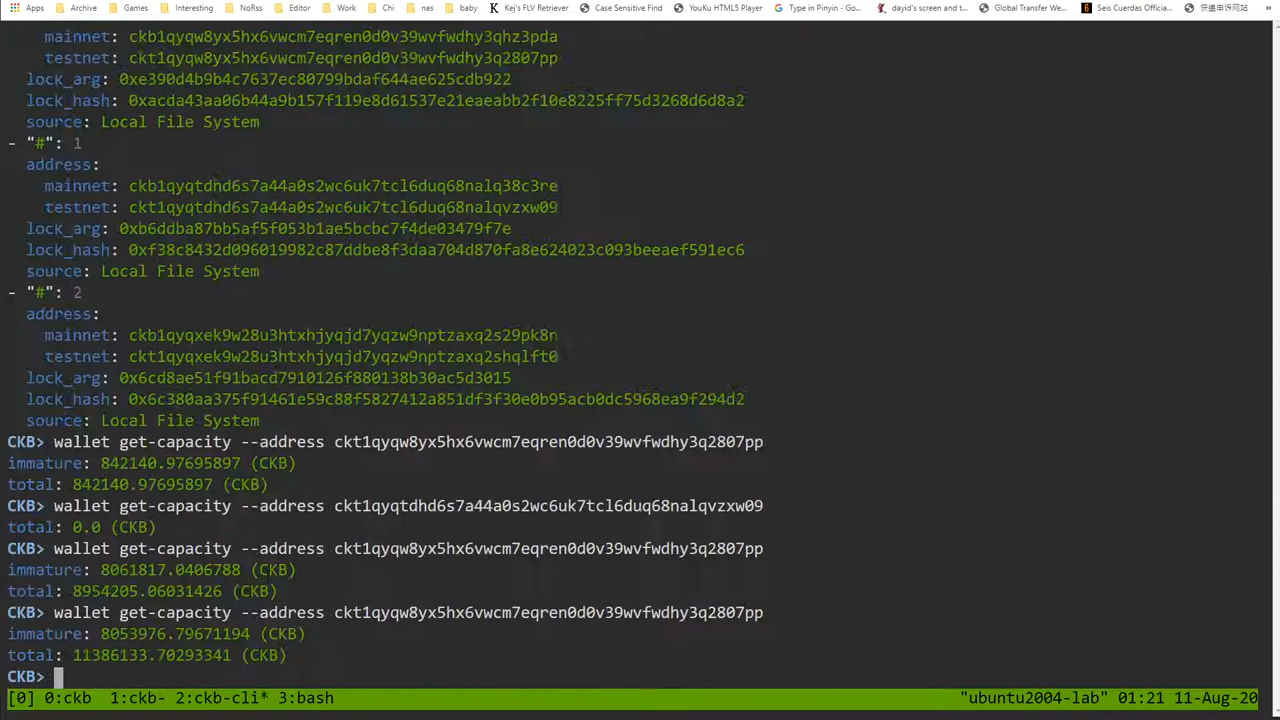 Apps Archive Games Interesting NoRss Editor Work Chi nas baby Kej's FLV Retriever Case Sensitive Find YouKu HTML5 Player Type in Pinyin - Go... dayid's screen and t... Global Transfer We... Seis Cuerdas Oficia... 快播申诉网站 »
mainnet: ckb1qyqw8yx5hx6vwcm7eqren0d0v39wvfwdhy3qhz3pda
testnet: ckt1qyqw8yx5hx6vwcm7eqren0d0v39wvfwdhy3q2807pp
lock_arg: 0xe390d4b9b4c7637ec80799bdaf644ae625cdb922
lock_hash: 0xacda43aa06b44a9b157f119e8d61537e21eaeabb2f10e8225ff75d3268d6d8a2
source: Local File System
- "#": 1
address:
mainnet: ckb1qyqtdhd6s7a44a0s2wc6uk7tcl6duq68nalq38c3re
testnet: ckt1qyqtdhd6s7a44a0s2wc6uk7tcl6duq68nalqvzxw09
lock_arg: 0xb6ddba87bb5af5f053b1ae5bcbc7f4de03479f7e
lock_hash: 0xf38c8432d096019982c87ddbe8f3daa704d870fa8e624023c093beeaef591ec6
source: Local File System
- "#": 2
address:
mainnet: ckb1qyqxek9w28u3htxhjyqjd7yqzw9nptzaxq2s29pk8n
testnet: ckt1qyqxek9w28u3htxhjyqjd7yqzw9nptzaxq2shqlft0
lock_arg: 0x6cd8ae51f91bacd7910126f880138b30ac5d3015
lock_hash: 0x6c380aa375f91461e59c88f5827412a851df3f30e0b95acb0dc5968ea9f294d2
source: Local File System
CKB> wallet get-capacity --address ckt1qyqw8yx5hx6vwcm7eqren0d0v39wvfwdhy3q2807pp
immature: 842140.97695897 (CKB)
total: 842140.97695897 (CKB)
CKB> wallet get-capacity --address ckt1qyqtdhd6s7a44a0s2wc6uk7tcl6duq68nalqvzxw09
total: 0.0 (CKB)
CKB> wallet get-capacity --address ckt1qyqw8yx5hx6vwcm7eqren0d0v39wvfwdhy3q2807pp
immature: 8061817.0406788 (CKB)
total: 8954205.06031426 (CKB)
CKB> wallet get-capacity --address ckt1qyqw8yx5hx6vwcm7eqren0d0v39wvfwdhy3q2807pp
immature: 8053976.79671194 (CKB)
total: 11386133.70293341 (CKB)
CKB>
[0] 0:ckb 1:ckb- 2:ckb-cli* 3:bash "ubuntu2004-lab" 01:21 11-Aug-20